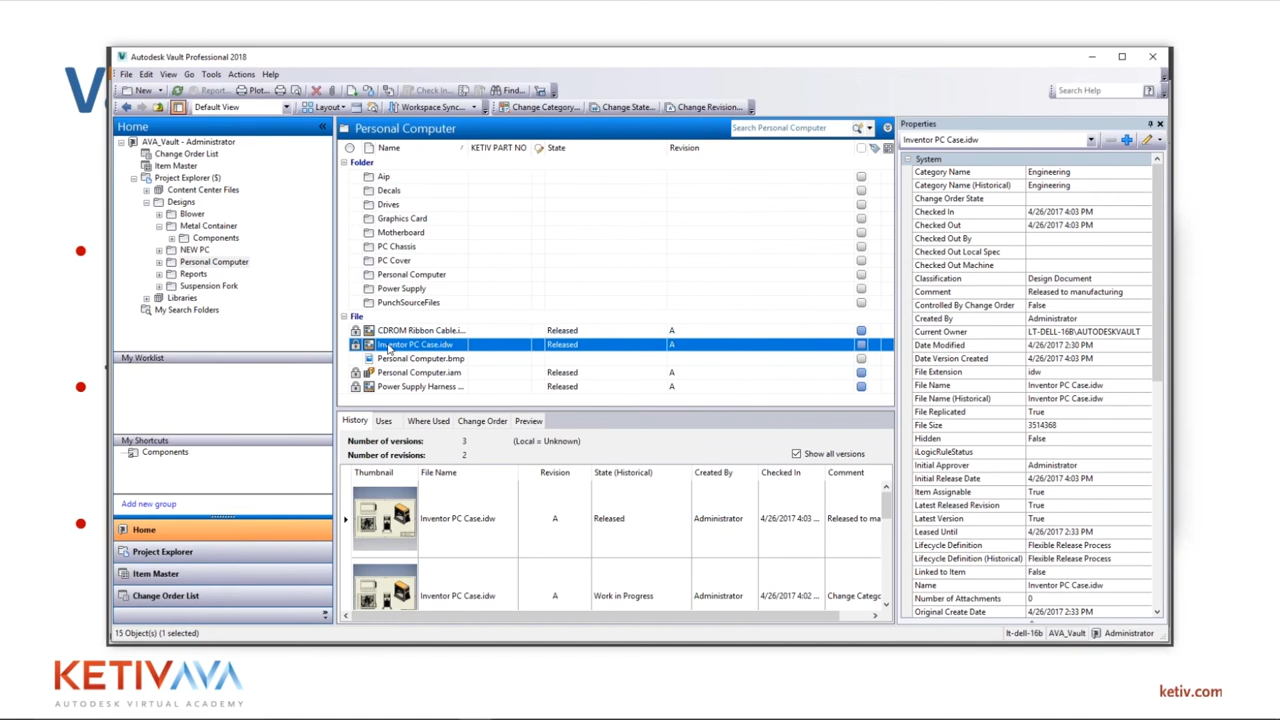 V
Autodesk Vault Professional 2018
File Edit View Go Tools Actions Help
New Report... Plot... Check In... Find... Search Help
Default View Layout Workspace Sync... Change Category... Change State... Change Revision...
Home
AVA_Vault - Administrator
Change Order List
Item Master
Project Explorer ($)
Content Center Files
Designs
Blower
Metal Container
Components
NEW PC
Personal Computer
Reports
Suspension Fork
Libraries
My Search Folders
My Worklist
My Shortcuts
Components
Add new group
Home
Project Explorer
Item Master
Change Order List
Personal Computer Search Personal Computer
Name KETIV PART NO State Revision
Folder
Aip
Decals
Drives
Graphics Card
Motherboard
PC Chassis
PC Cover
Personal Computer
Power Supply
PunchSourceFiles
File
CDROM Ribbon Cable.i... Released A
Inventor PC Case.idw Released A
Personal Computer.bmp
Personal Computer.iam Released A
Power Supply Harness ... Released A
History Uses Where Used Change Order Preview
Number of versions: 3 (Local = Unknown)
Number of revisions: 2 Show all versions
Thumbnail File Name Revision State (Historical) Created By Checked In Comment
Inventor PC Case.idw A Released Administrator 4/26/2017 4:03 ... Released to ma
Inventor PC Case.idw A Work in Progress Administrator 4/26/2017 4:02 ... Change Categ
Properties
Inventor PC Case.idw
System
Category Name Engineering
Category Name (Historical) Engineering
Change Order State
Checked In 4/26/2017 4:03 PM
Checked Out 4/26/2017 4:03 PM
Checked Out By
Checked Out Local Spec
Checked Out Machine
Classification Design Document
Comment Released to manufacturing
Controlled By Change Order False
Created By Administrator
Current Owner LT-DELL-16B\AUTODESKVAULT
Date Modified 4/26/2017 2:30 PM
Date Version Created 4/26/2017 4:03 PM
File Extension idw
File Name Inventor PC Case.idw
File Name (Historical) Inventor PC Case.idw
File Replicated True
File Size 3514368
Hidden False
iLogicRuleStatus
Initial Approver Administrator
Initial Release Date 4/26/2017 4:03 PM
Item Assignable True
Latest Released Revision True
Latest Version True
Leased Until 4/26/2017 2:33 PM
Lifecycle Definition Flexible Release Process
Lifecycle Definition (Historical) Flexible Release Process
Linked to Item False
Name Inventor PC Case.idw
Number of Attachments 0
Original Create Date 4/26/2017 2:33 PM
15 Object(s) (1 selected) lt-dell-16b AVA_Vault Administrator
KETIVAVA
AUTODESK VIRTUAL ACADEMY
ketiv.com